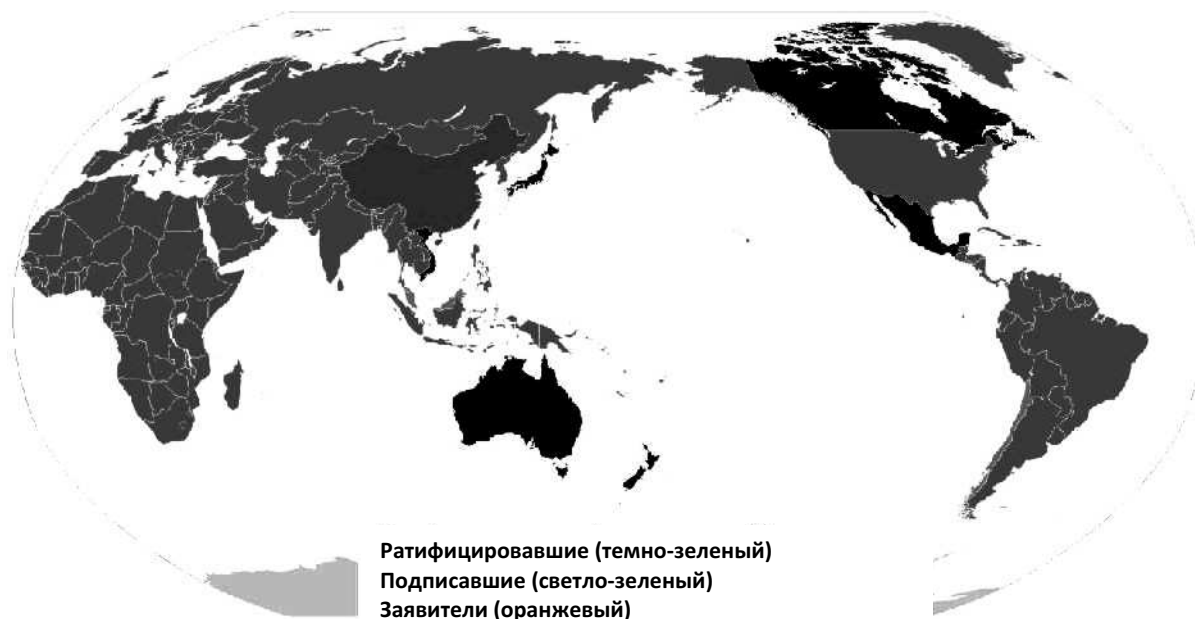 Ратифицировавшие (темно-зеленый)
Подписавшие (светло-зеленый)
Заявители (оранжевый)